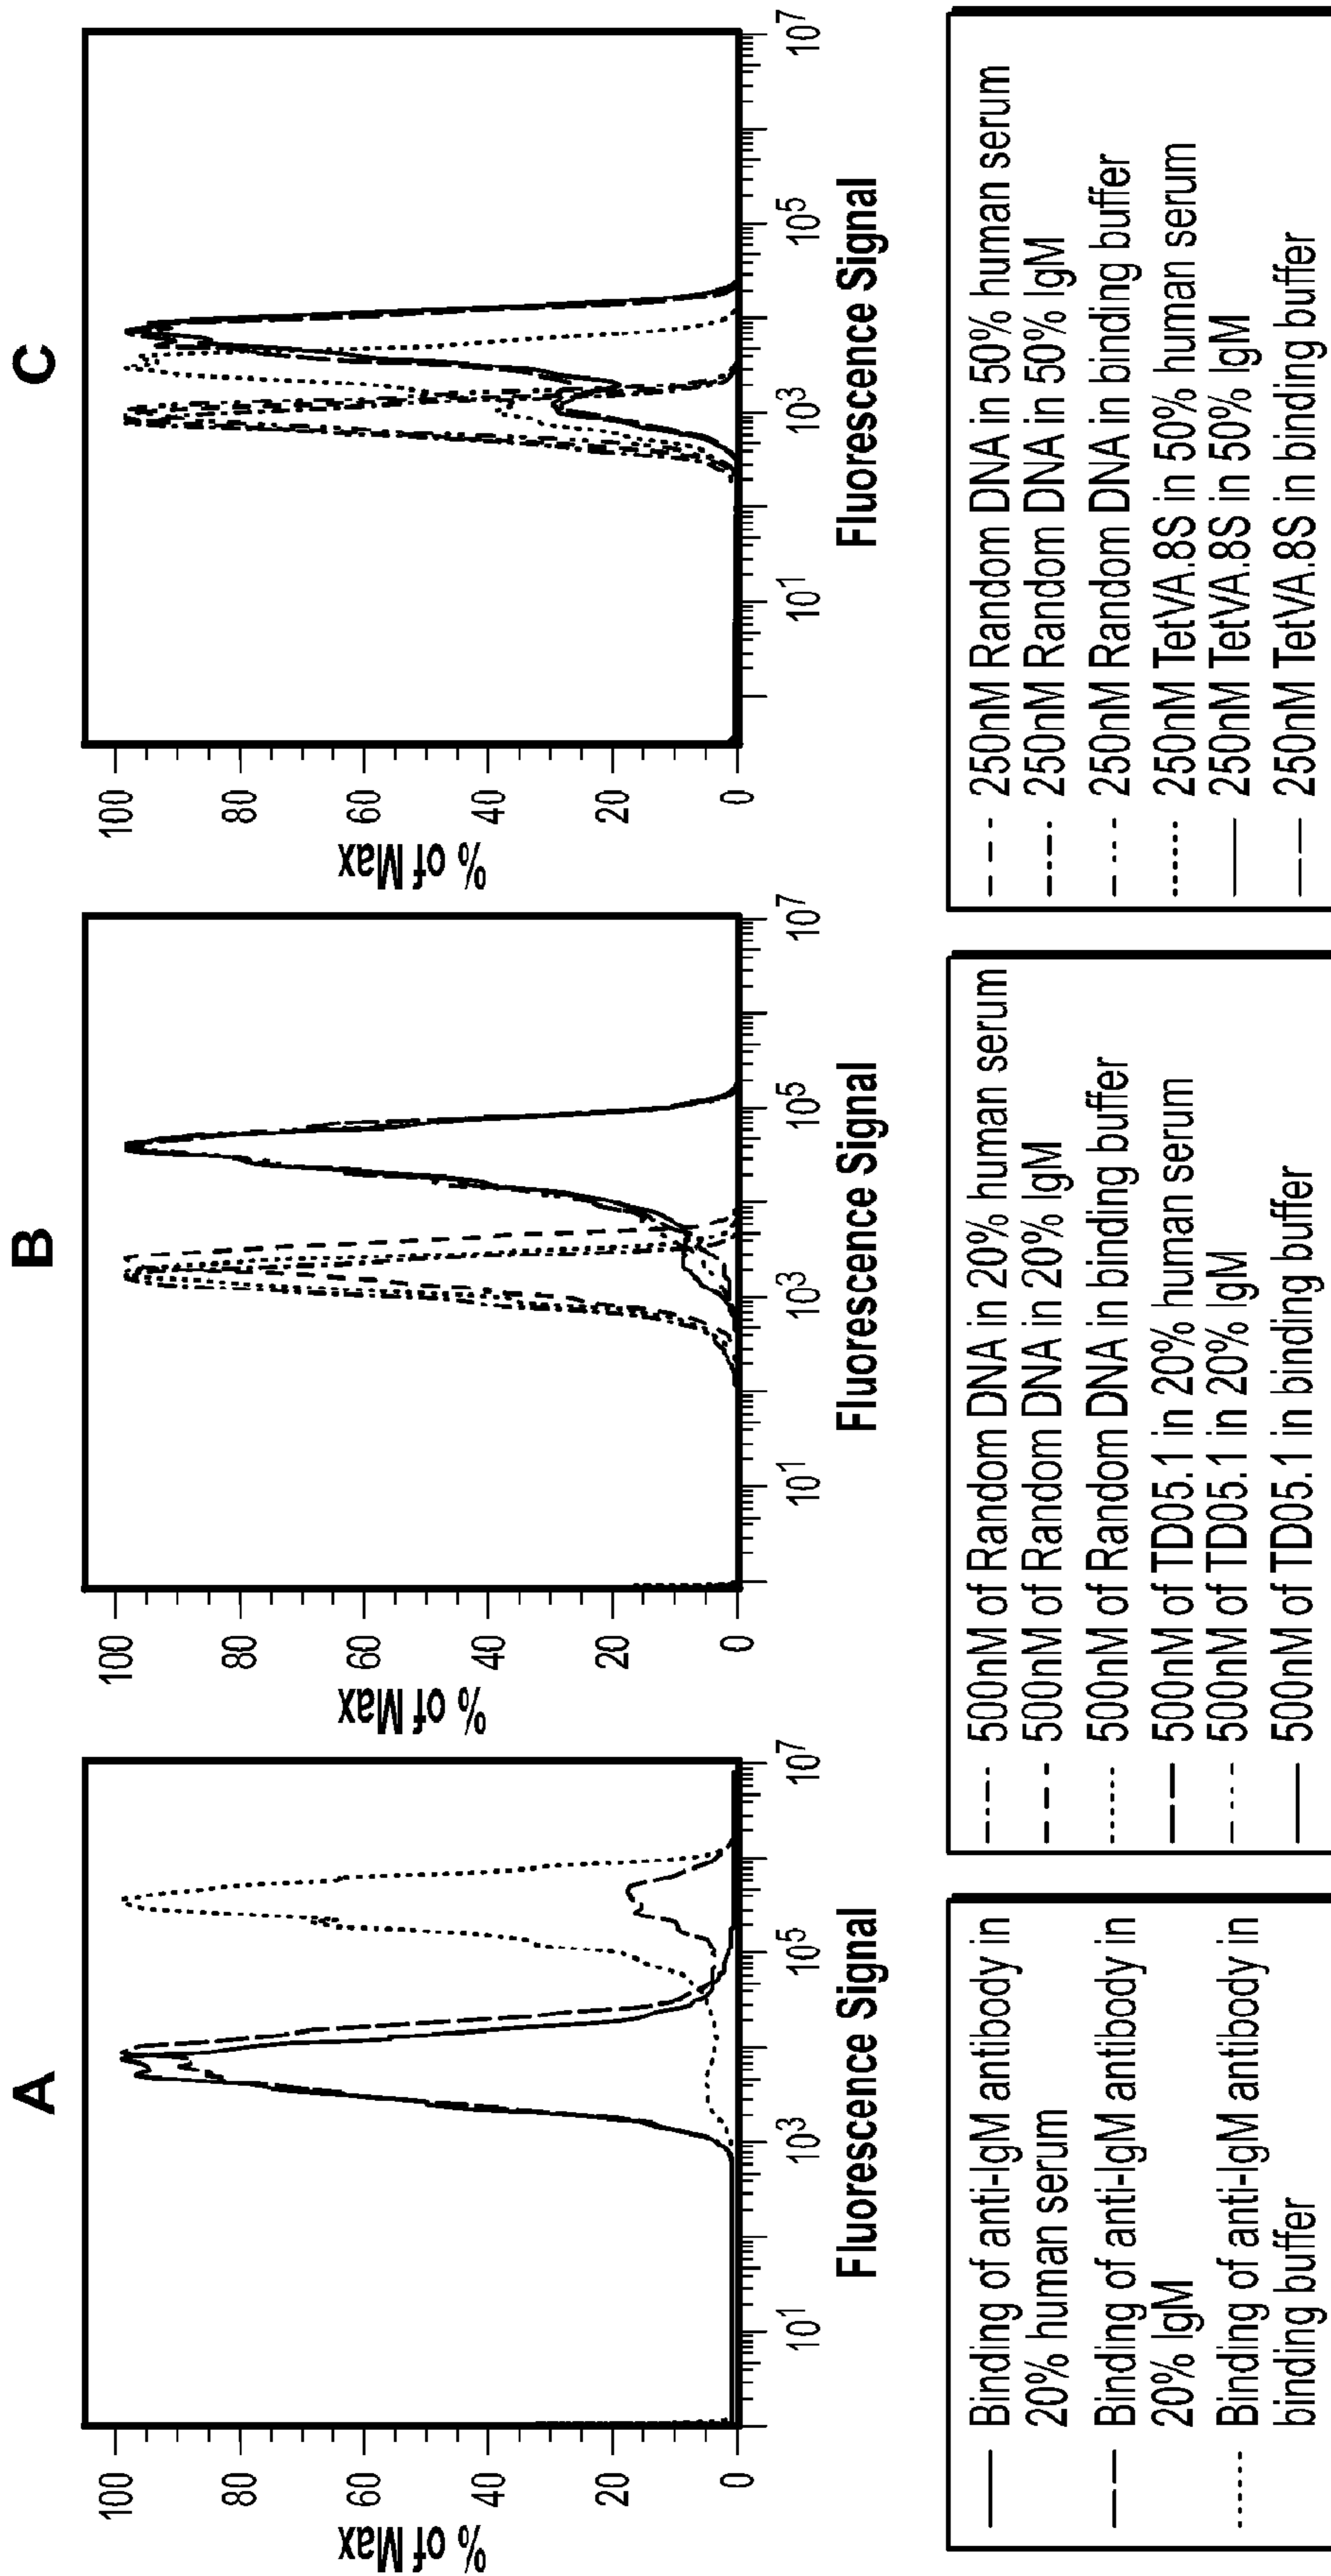 A
% of Max
100
80
60
40
20
0
10^1
10^3
10^5
10^7
Fluorescence Signal
Binding of anti-IgM antibody in
20% human serum
Binding of anti-IgM antibody in
20% IgM
Binding of anti-IgM antibody in
binding buffer
B
% of Max
100
80
60
40
20
0
10^1
10^3
10^5
10^7
Fluorescence Signal
500nM of Random DNA in 20% human serum
500nM of Random DNA in 20% IgM
500nM of Random DNA in binding buffer
500nM of TD05.1 in 20% human serum
500nM of TD05.1 in 20% IgM
500nM of TD05.1 in binding buffer
C
% of Max
100
80
60
40
20
0
10^1
10^3
10^5
10^7
Fluorescence Signal
250nM Random DNA in 50% human serum
250nM Random DNA in 50% IgM
250nM Random DNA in binding buffer
250nM TetVA.8S in 50% human serum
250nM TetVA.8S in 50% IgM
250nM TetVA.8S in binding buffer